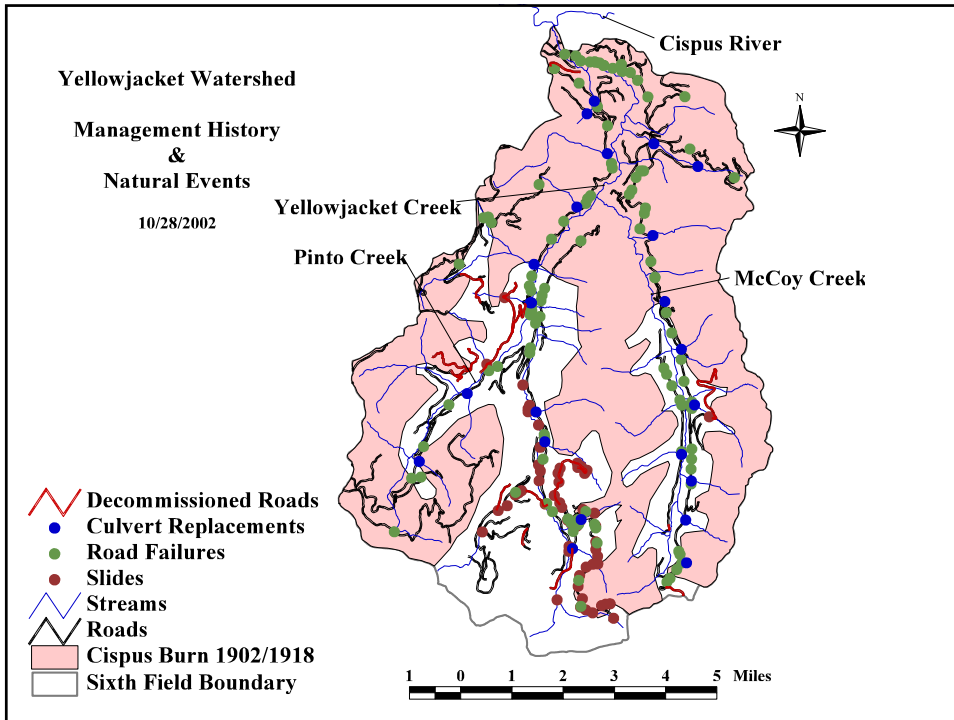 Yellowjacket Watershed
Management History
&
Natural Events
10/28/2002
Cispus River
N
Yellowjacket Creek
Pinto Creek
McCoy Creek
Decommissioned Roads
Culvert Replacements
Road Failures
Slides
Streams
Roads
Cispus Burn 1902/1918
Sixth Field Boundary
1 0 1 2 3 4 5 Miles